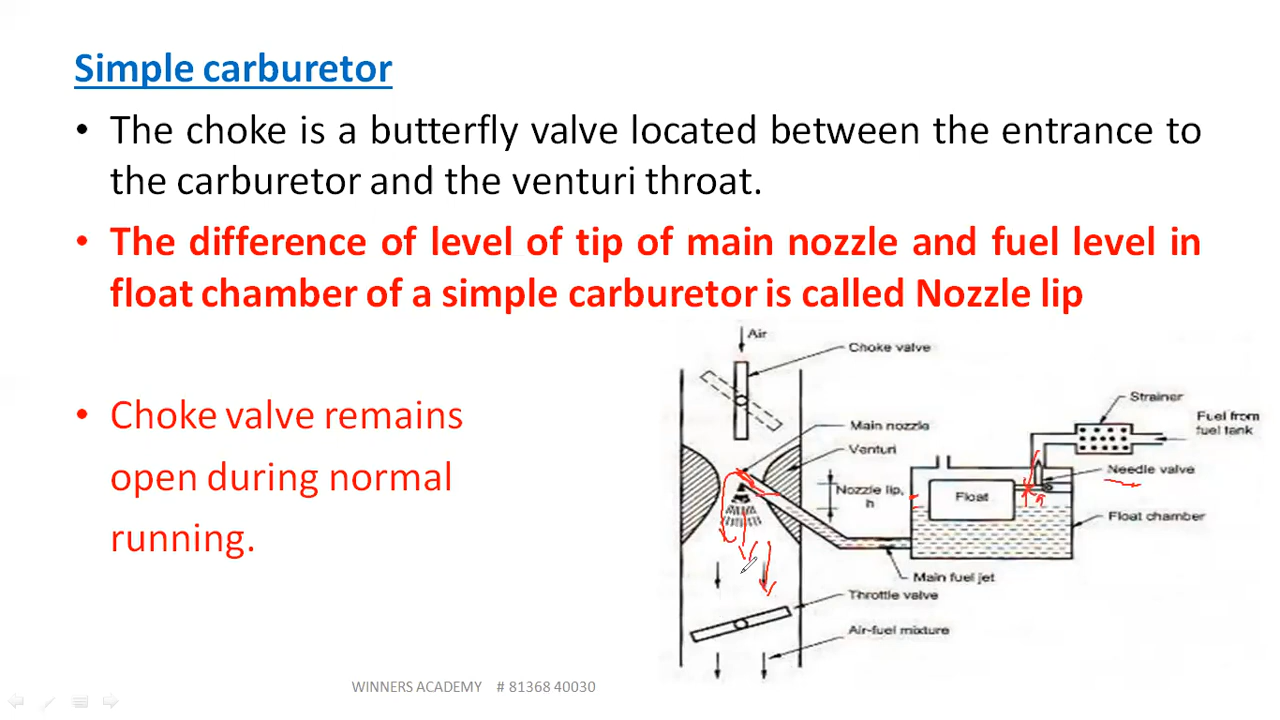 Simple carburetor
• The choke is a butterfly valve located between the entrance to
the carburetor and the venturi throat.
• The difference of level of tip of main nozzle and fuel level in
float chamber of a simple carburetor is called Nozzle lip
• Choke valve remains
open during normal
running.
Air
Choke valve
Strainer
Fuel from
fuel tank
Main nozzle
Venturi
Needle valve
Nozzle lip,
h
Float
Float chamber
Main fuel jet
Throttle valve
Air-fuel mixture
WINNERS ACADEMY # 81368 40030